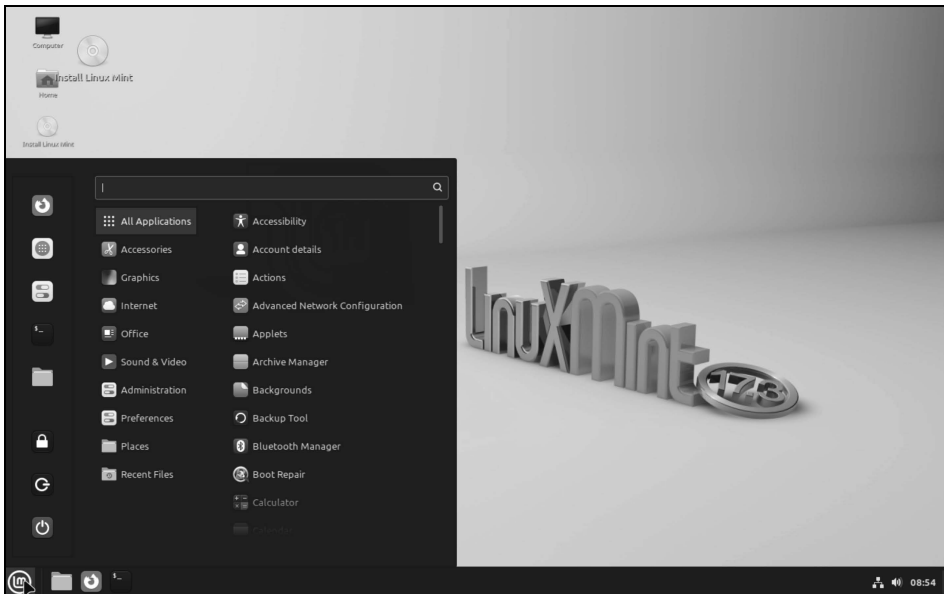 Computer
Install Linux Mint
Home
Install Linux Mint
All Applications
Accessories
Graphics
Internet
Office
Sound & Video
Administration
Preferences
Places
Recent Files
Accessibility
Account details
Actions
Advanced Network Configuration
Applets
Archive Manager
Backgrounds
Backup Tool
Bluetooth Manager
Boot Repair
Calculator
Calendar
LinuxMint 17.3
$_
$_
08:54